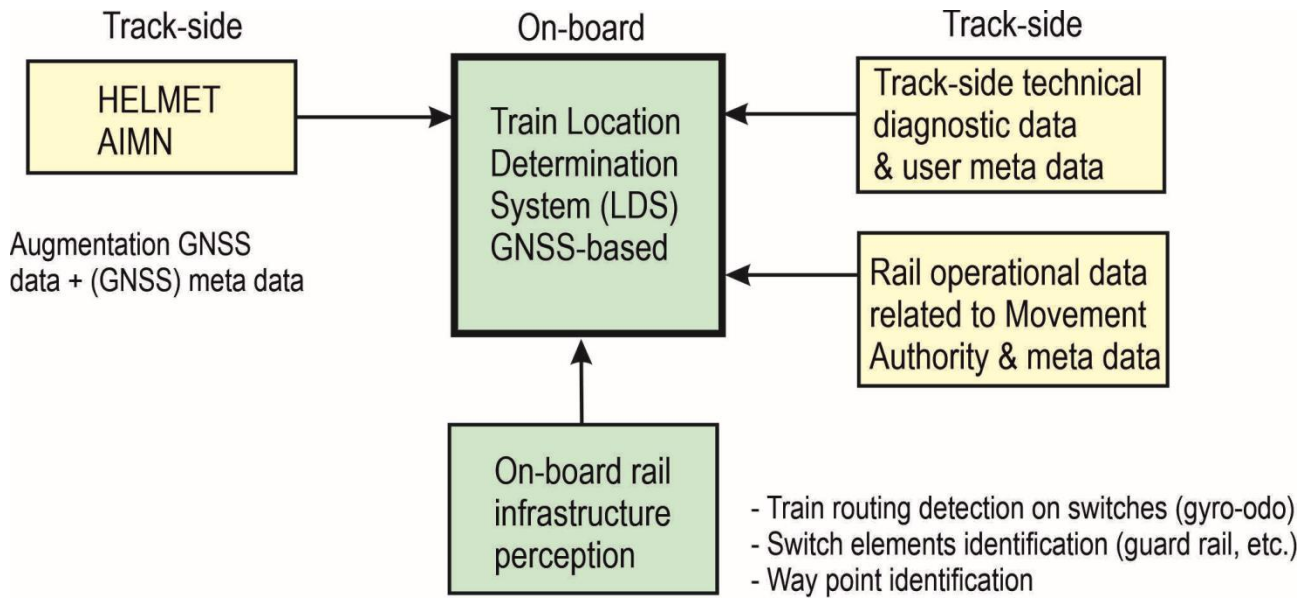 Track-side
On-board
Track-side
HELMET
AIMN
Augmentation GNSS
data + (GNSS) meta data
Train Location
Determination
System (LDS)
GNSS-based
Track-side technical
diagnostic data
& user meta data
Rail operational data
related to Movement
Authority & meta data
On-board rail
infrastructure
perception
- Train routing detection on switches (gyro-odo)
- Switch elements identification (guard rail, etc.)
- Way point identification